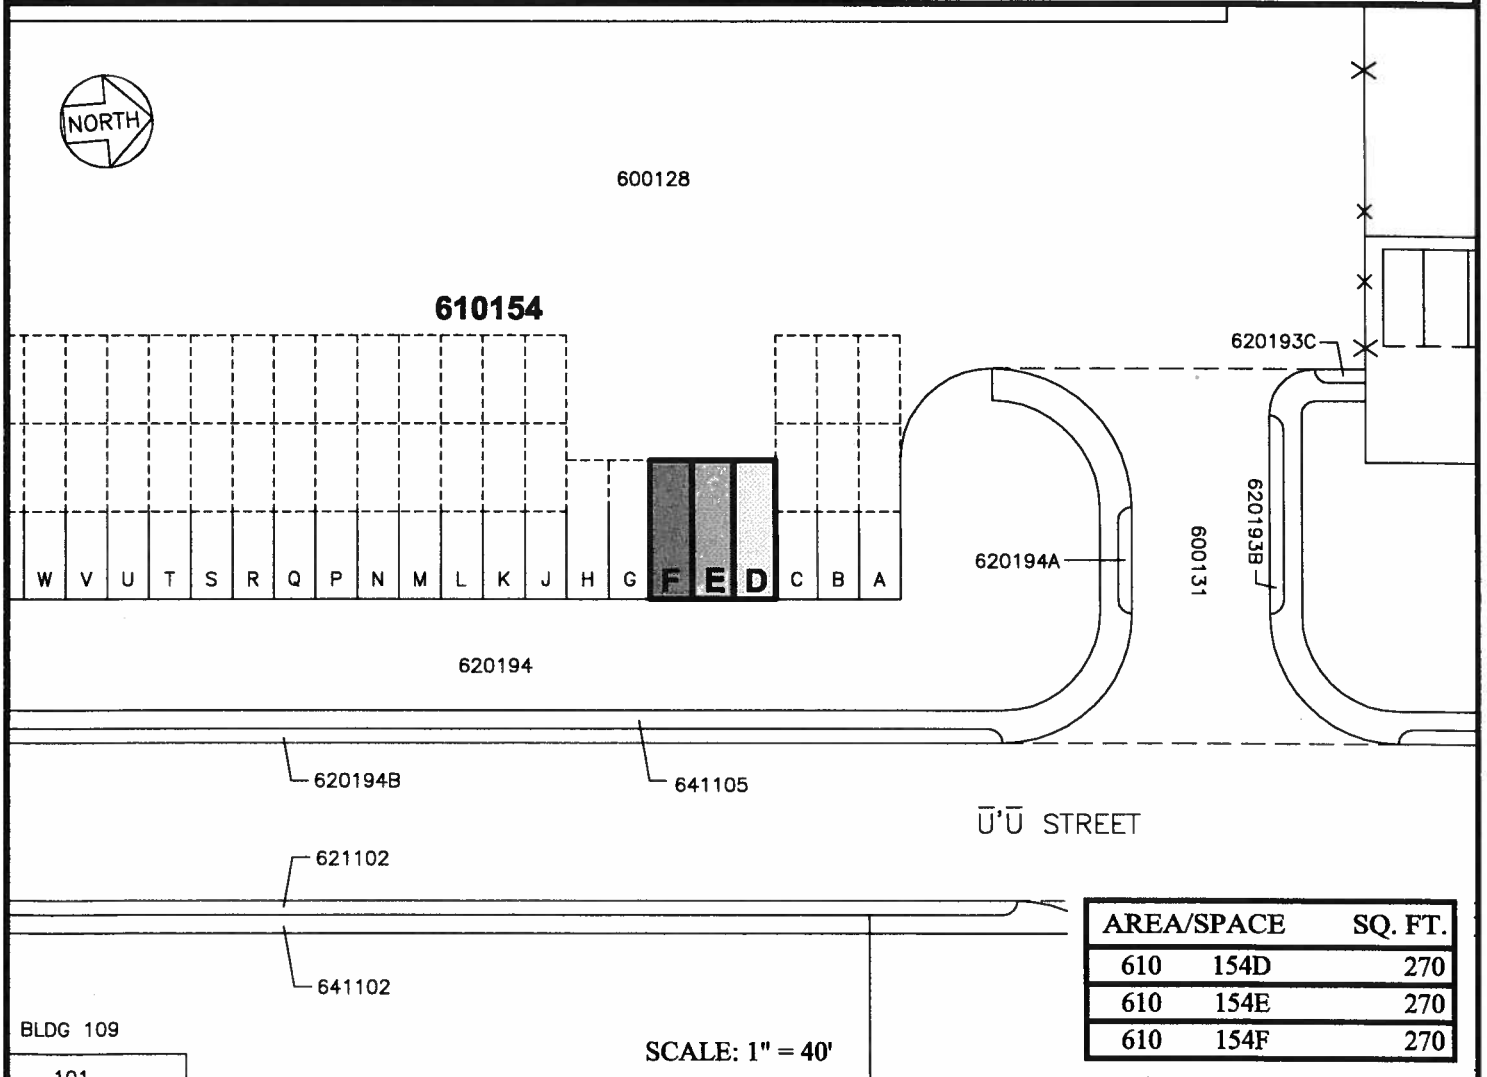 NORTH
600128
610154
620193C
W V U T S R Q P N M L K J H G F E D C B A
620194A
600131
620193B
620194
620194B
641105
Ū'Ū STREET
621102
641102
AREA/SPACE SQ. FT.
610 154D 270
610 154E 270
610 154F 270
BLDG 109
101
SCALE: 1" = 40'